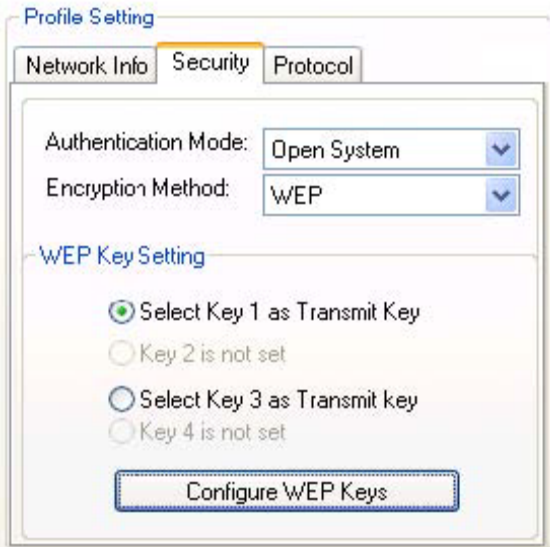 Profile Setting
Network Info Security Protocol
Authentication Mode: Open System
Encryption Method: WEP
WEP Key Setting
Select Key 1 as Transmit Key
Key 2 is not set
Select Key 3 as Transmit key
Key 4 is not set
Configure WEP Keys